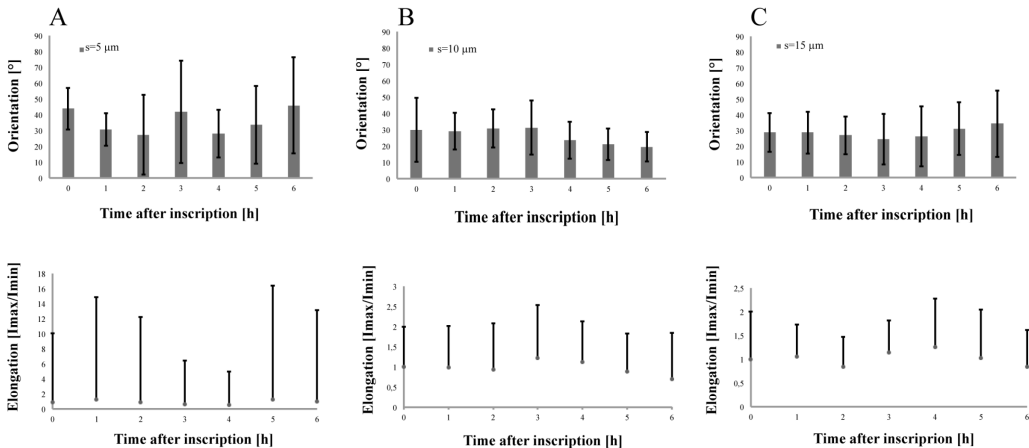 A
Orientation [°]
90
80
70
60
50
40
30
20
10
0
s=5 µm
0 1 2 3 4 5 6
Time after inscription [h]
B
Orientation [°]
90
80
70
60
50
40
30
20
10
0
s=10 µm
0 1 2 3 4 5 6
Time after inscription [h]
C
Orientation [°]
90
80
70
60
50
40
30
20
10
0
s=15 µm
0 1 2 3 4 5 6
Time after inscription [h]
Elongation [Imax/Imin]
18
16
14
12
10
8
6
4
2
0
0 1 2 3 4 5 6
Time after inscription [h]
Elongation [Imax/Imin]
3
2,5
2
1,5
1
0,5
0
0 1 2 3 4 5 6
Time after inscription [h]
Elongation [Imax/Imin]
2,5
2
1,5
1
0,5
0
0 1 2 3 4 5 6
Time after inscriprion [h]